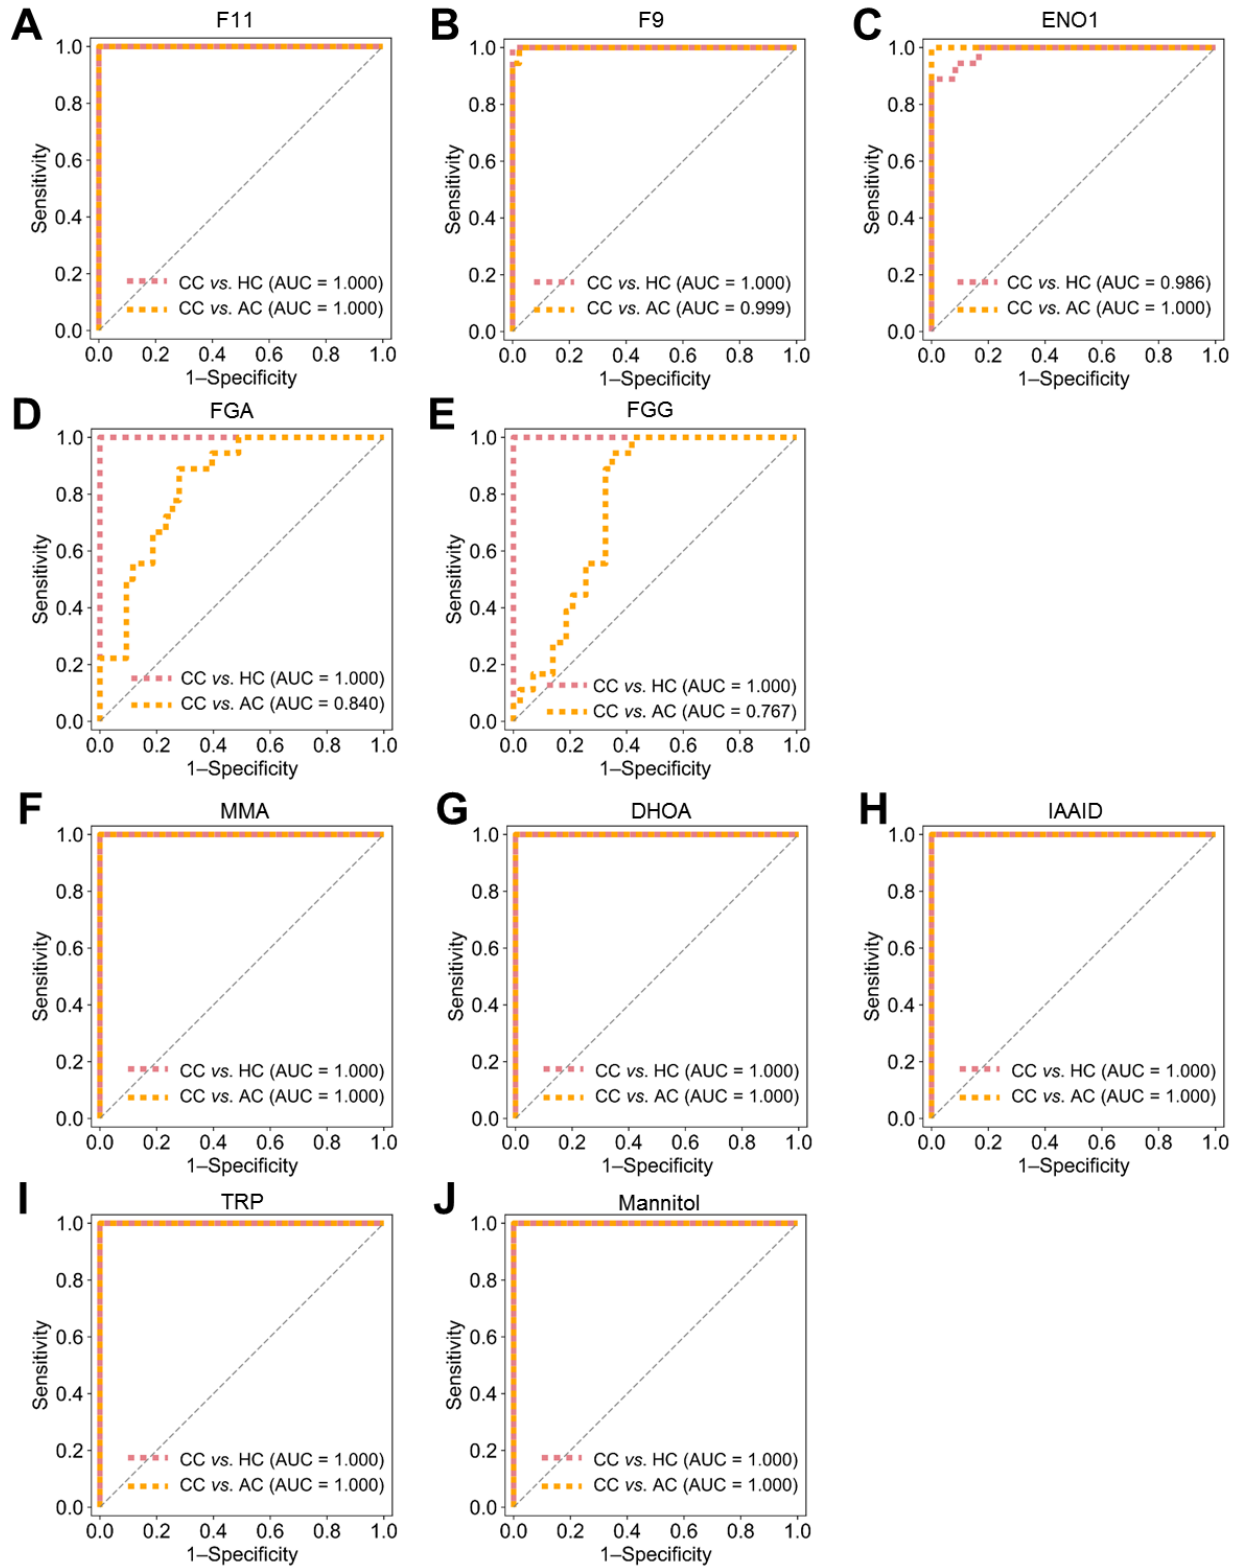 A
F11
1.0
0.8
0.6
0.4
0.2
0.0
Sensitivity
CC vs. HC (AUC = 1.000)
CC vs. AC (AUC = 1.000)
0.0 0.2 0.4 0.6 0.8 1.0
1–Specificity
B
F9
1.0
0.8
0.6
0.4
0.2
0.0
Sensitivity
CC vs. HC (AUC = 1.000)
CC vs. AC (AUC = 0.999)
0.0 0.2 0.4 0.6 0.8 1.0
1–Specificity
C
ENO1
1.0
0.8
0.6
0.4
0.2
0.0
Sensitivity
CC vs. HC (AUC = 0.986)
CC vs. AC (AUC = 1.000)
0.0 0.2 0.4 0.6 0.8 1.0
1–Specificity
D
FGA
1.0
0.8
0.6
0.4
0.2
0.0
Sensitivity
CC vs. HC (AUC = 1.000)
CC vs. AC (AUC = 0.840)
0.0 0.2 0.4 0.6 0.8 1.0
1–Specificity
E
FGG
1.0
0.8
0.6
0.4
0.2
0.0
Sensitivity
CC vs. HC (AUC = 1.000)
CC vs. AC (AUC = 0.767)
0.0 0.2 0.4 0.6 0.8 1.0
1–Specificity
F
MMA
1.0
0.8
0.6
0.4
0.2
0.0
Sensitivity
CC vs. HC (AUC = 1.000)
CC vs. AC (AUC = 1.000)
0.0 0.2 0.4 0.6 0.8 1.0
1–Specificity
G
DHOA
1.0
0.8
0.6
0.4
0.2
0.0
Sensitivity
CC vs. HC (AUC = 1.000)
CC vs. AC (AUC = 1.000)
0.0 0.2 0.4 0.6 0.8 1.0
1–Specificity
H
IAAID
1.0
0.8
0.6
0.4
0.2
0.0
Sensitivity
CC vs. HC (AUC = 1.000)
CC vs. AC (AUC = 1.000)
0.0 0.2 0.4 0.6 0.8 1.0
1–Specificity
I
TRP
1.0
0.8
0.6
0.4
0.2
0.0
Sensitivity
CC vs. HC (AUC = 1.000)
CC vs. AC (AUC = 1.000)
0.0 0.2 0.4 0.6 0.8 1.0
1–Specificity
J
Mannitol
1.0
0.8
0.6
0.4
0.2
0.0
Sensitivity
CC vs. HC (AUC = 1.000)
CC vs. AC (AUC = 1.000)
0.0 0.2 0.4 0.6 0.8 1.0
1–Specificity